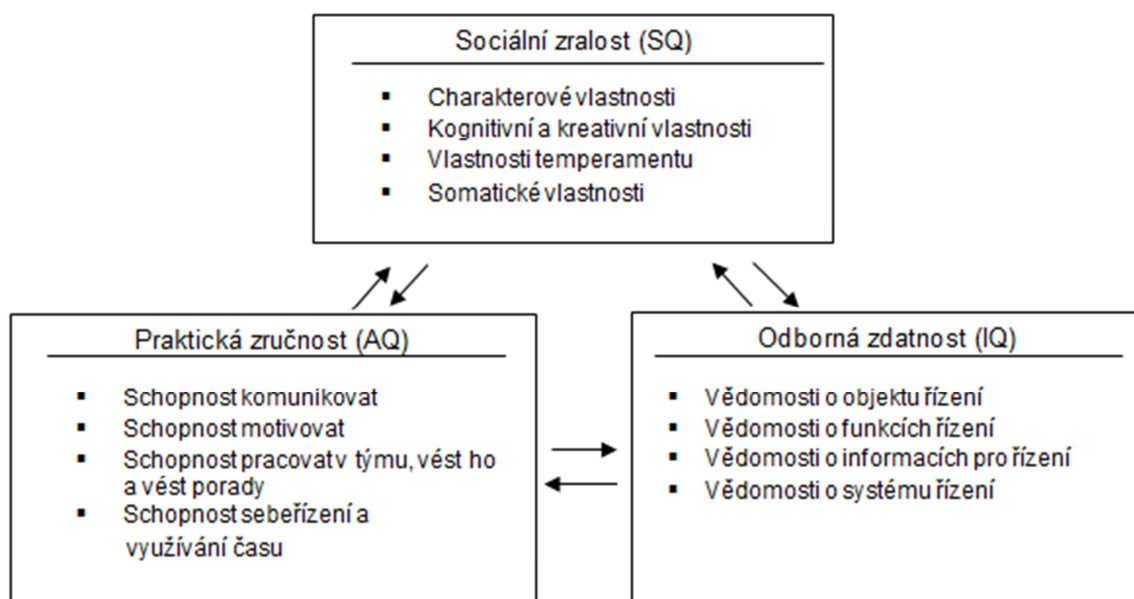 Sociální zralost (SQ)
▪ Charakterové vlastnosti
▪ Kognitivní a kreativní vlastnosti
▪ Vlastnosti temperamentu
▪ Somatické vlastnosti
Praktická zručnost (AQ)
▪ Schopnost komunikovat
▪ Schopnost motivovat
▪ Schopnost pracovat v týmu, vést ho
a vést porady
▪ Schopnost sebeřízení a
využívání času
Odborná zdatnost (IQ)
▪ Vědomosti o objektu řízení
▪ Vědomosti o funkcích řízení
▪ Vědomosti o informacích pro řízení
▪ Vědomosti o systému řízení